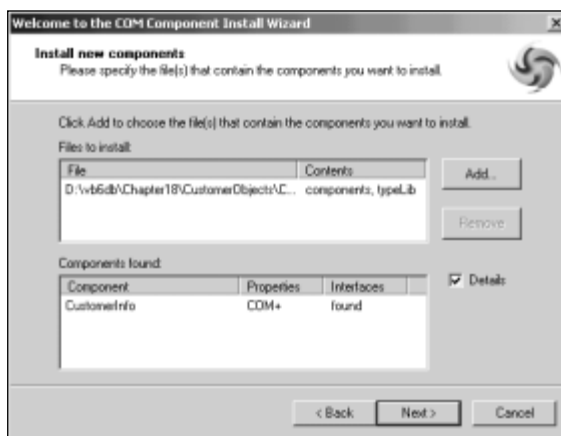 Welcome to the COM Component Install Wizard
Install new components
Please specify the file(s) that contain the components you want to install.
Click Add to choose the file(s) that contain the components you want to install.
Files to install:
File Contents
D:\vb6db\Chapter18\CustomerObjects\C... components, typeLib
Add...
Remove
Components found:
Component Properties Interfaces
CustomerInfo COM+ found
Details
< Back Next > Cancel